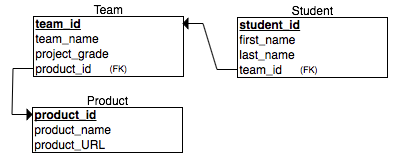 Team
team_id
team_name
project_grade
product_id (FK)
Student
student_id
first_name
last_name
team_id (FK)
Product
product_id
product_name
product_URL